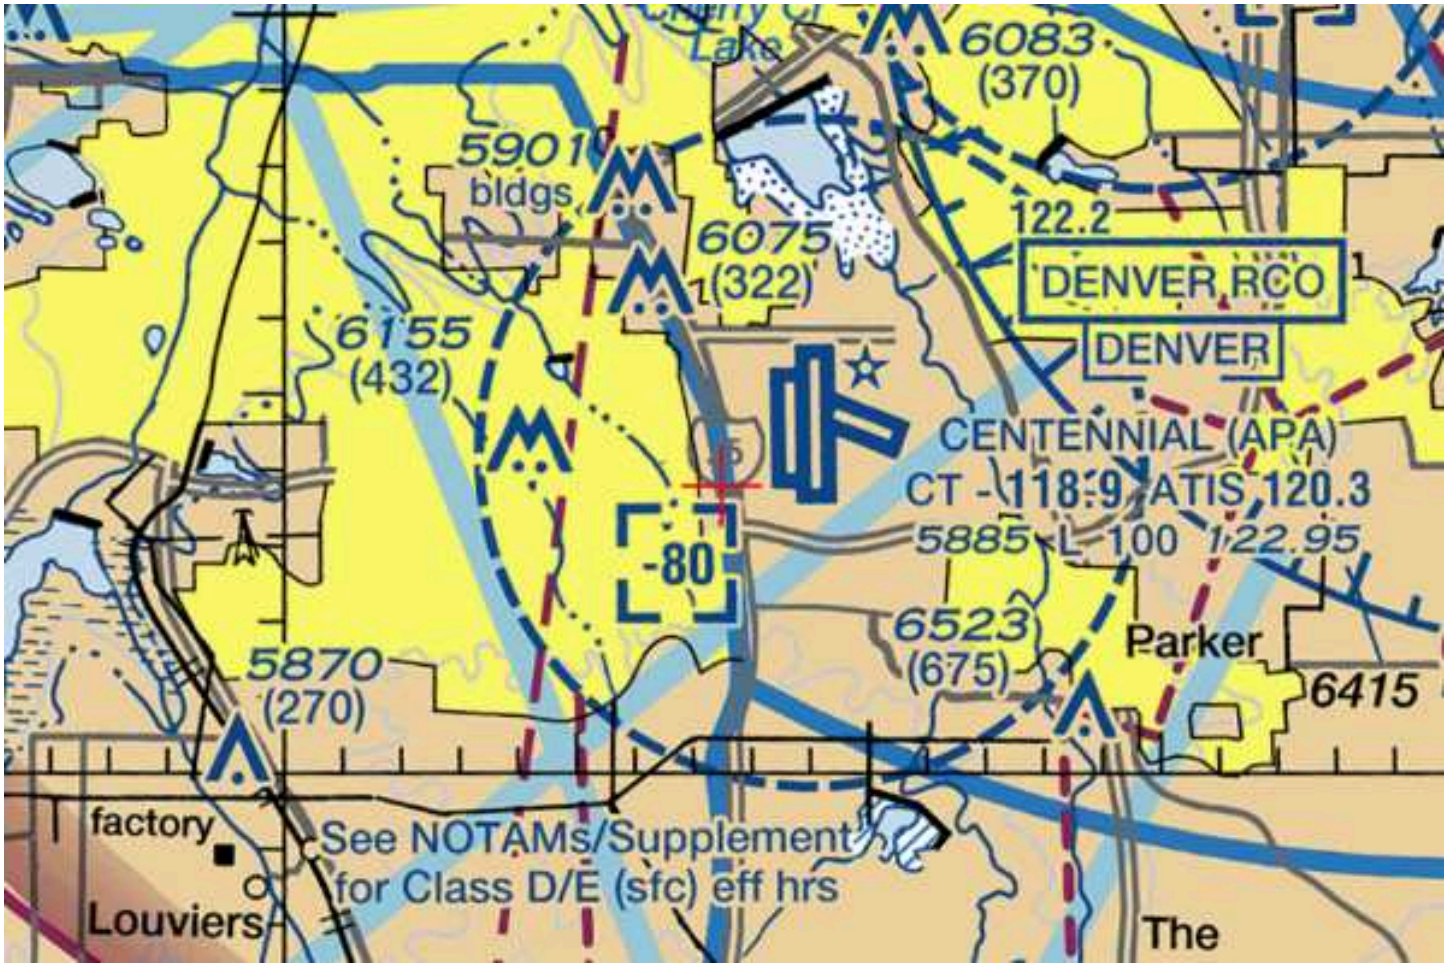 Cherry Cr
Lake
6083
(370)
5901
bldgs
6075
(322)
122.2
DENVER RCO
DENVER
6155
(432)
CENTENNIAL (APA)
CT - 118.9 ATIS 120.3
5885 L 100 122.95
-80
6523
(675)
Parker
6415
5870
(270)
factory
See NOTAMs/Supplement
for Class D/E (sfc) eff hrs
Louviers
The